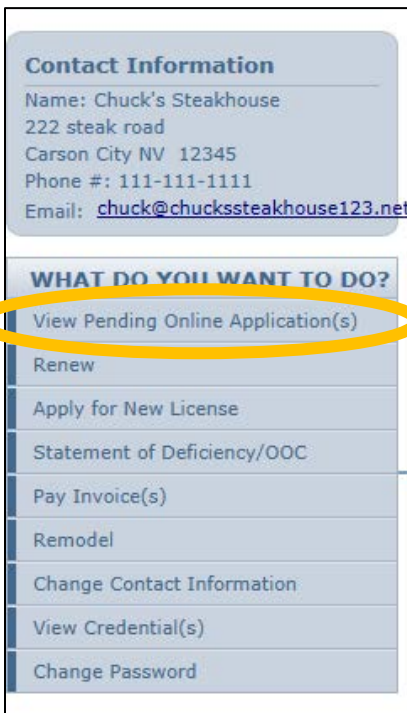 Contact Information
Name: Chuck's Steakhouse
222 steak road
Carson City NV  12345
Phone #: 111-111-1111
Email: chuck@chuckssteakhouse123.net
WHAT DO YOU WANT TO DO?
View Pending Online Application(s)
Renew
Apply for New License
Statement of Deficiency/OOC
Pay Invoice(s)
Remodel
Change Contact Information
View Credential(s)
Change Password